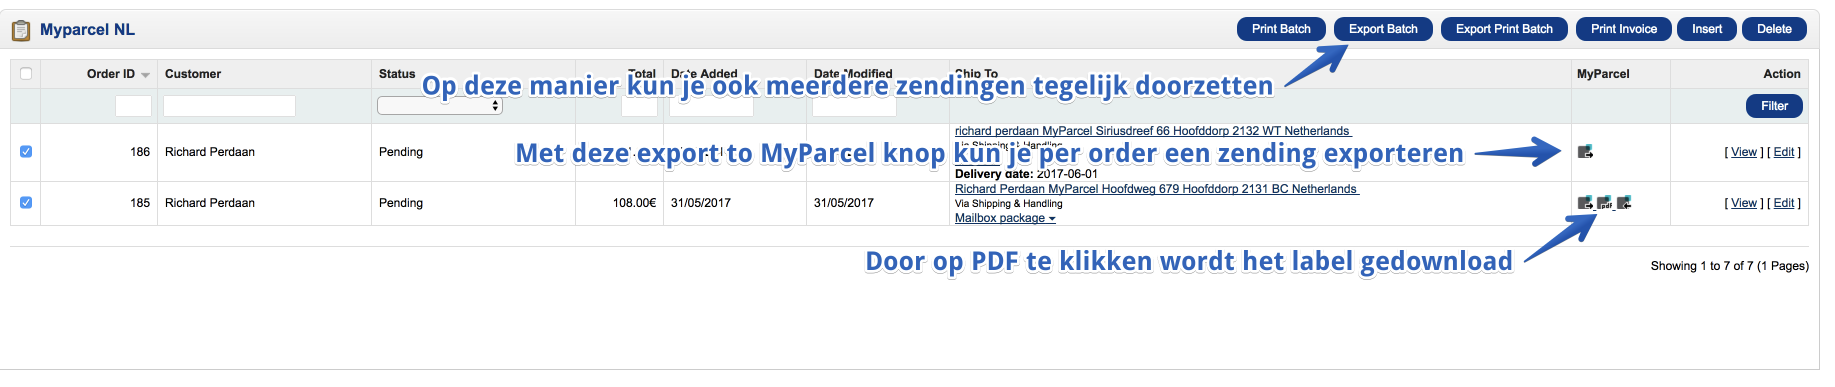 Myparcel NL
Print Batch Export Batch Export Print Batch Print Invoice Insert Delete
Order ID Customer Status Total Date Added Date Modified Ship To MyParcel Action
Op deze manier kun je ook meerdere zendingen tegelijk doorzetten
Filter
richard perdaan MyParcel Siriusdreef 66 Hoofddorp 2132 WT Netherlands
186 Richard Perdaan Pending [ View ] [ Edit ]
Via Shipping & Handling
Met deze export to MyParcel knop kun je per order een zending exporteren
Delivery date: 2017-06-01
Richard Perdaan MyParcel Hoofdweg 679 Hoofddorp 2131 BC Netherlands
185 Richard Perdaan Pending 108.00€ 31/05/2017 31/05/2017 Via Shipping & Handling pdf [ View ] [ Edit ]
Mailbox package
Door op PDF te klikken wordt het label gedownload
Showing 1 to 7 of 7 (1 Pages)